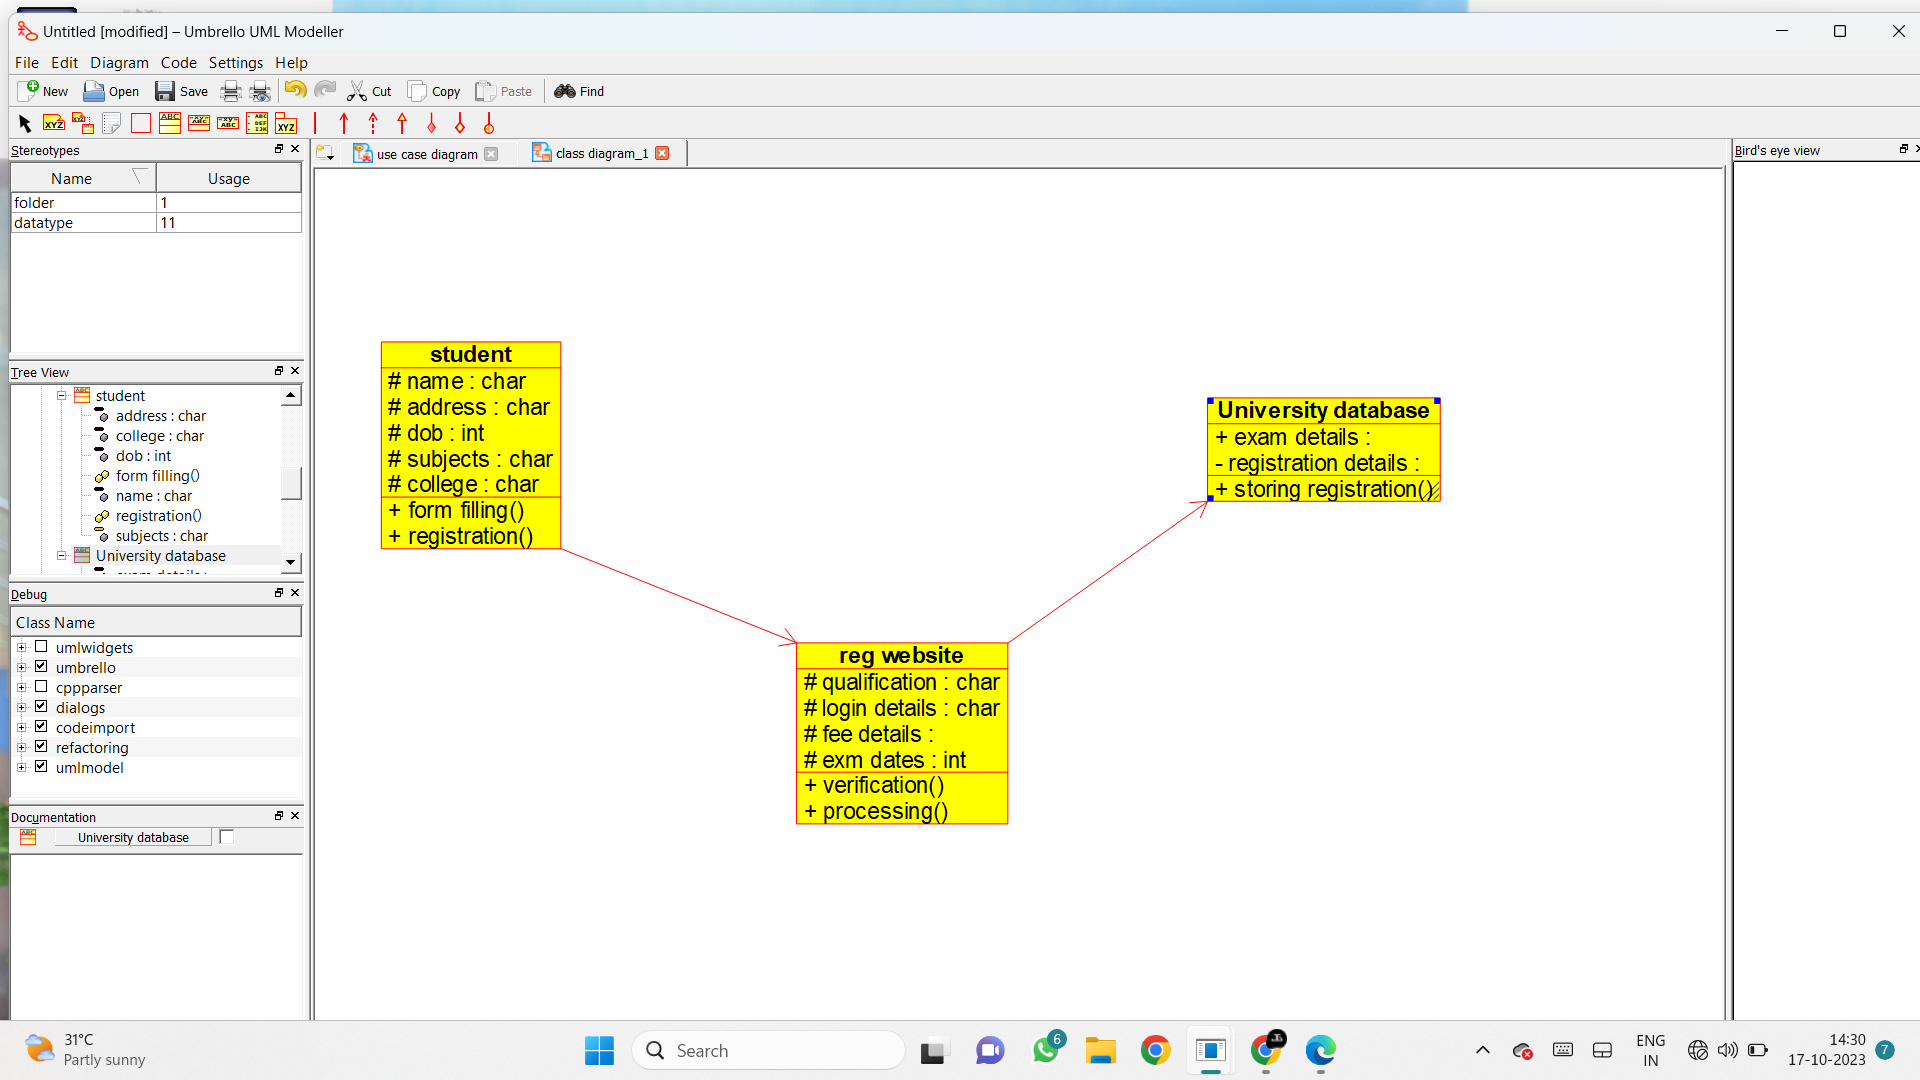 Untitled [modified] – Umbrello UML Modeller
File Edit Diagram Code Settings Help
New Open Save Cut Copy Paste Find
Stereotypes
Name Usage
folder 1
datatype 11
Tree View
student
address : char
college : char
dob : int
form filling()
name : char
registration()
subjects : char
University database
Debug
Class Name
umlwidgets
umbrello
cppparser
dialogs
codeimport
refactoring
umlmodel
Documentation
University database
use case diagram class diagram_1
student
# name : char
# address : char
# dob : int
# subjects : char
# college : char
+ form filling()
+ registration()
reg website
# qualification : char
# login details : char
# fee details :
# exm dates : int
+ verification()
+ processing()
University database
+ exam details :
- registration details :
+ storing registration()
Bird's eye view
31°C
Partly sunny
Search
6
ENG
IN
14:30
17-10-2023
7